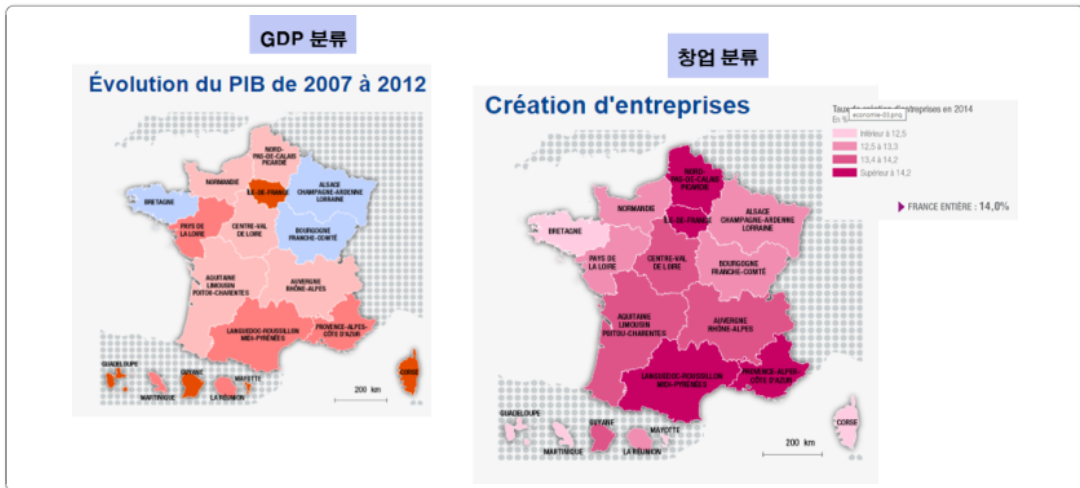 GDP 분류
창업 분류
Évolution du PIB de 2007 à 2012
NORD-
PAS-DE-CALAIS
PICARDIE
NORMANDIE
ÎLE-DE-FRANCE
ALSACE
CHAMPAGNE-ARDENNE
LORRAINE
BRETAGNE
PAYS DE
LA LOIRE
CENTRE-VAL
DE LOIRE
BOURGOGNE
FRANCHE-COMTÉ
AQUITAINE
LIMOUSIN
POITOU-CHARENTES
AUVERGNE
RHÔNE-ALPES
LANGUEDOC-ROUSSILLON
MIDI-PYRÉNÉES
PROVENCE-ALPES-
CÔTE D'AZUR
GUADELOUPE
MARTINIQUE
GUYANE
LA RÉUNION
MAYOTTE
CORSE
200 km
Création d'entreprises
Taux de création d'entreprises en 2014
En %
economie-03.png
Inférieur à 12,5
12,5 à 13,3
13,4 à 14,2
Supérieur à 14,2
FRANCE ENTIÈRE : 14,0%
NORD-
PAS-DE-CALAIS
PICARDIE
NORMANDIE
ÎLE-DE-FRANCE
ALSACE
CHAMPAGNE-ARDENNE
LORRAINE
BRETAGNE
PAYS DE
LA LOIRE
CENTRE-VAL
DE LOIRE
BOURGOGNE
FRANCHE-COMTÉ
AQUITAINE
LIMOUSIN
POITOU-CHARENTES
AUVERGNE
RHÔNE-ALPES
LANGUEDOC-ROUSSILLON
MIDI-PYRÉNÉES
PROVENCE-ALPES-
CÔTE D'AZUR
GUADELOUPE
MARTINIQUE
GUYANE
LA RÉUNION
MAYOTTE
CORSE
200 km